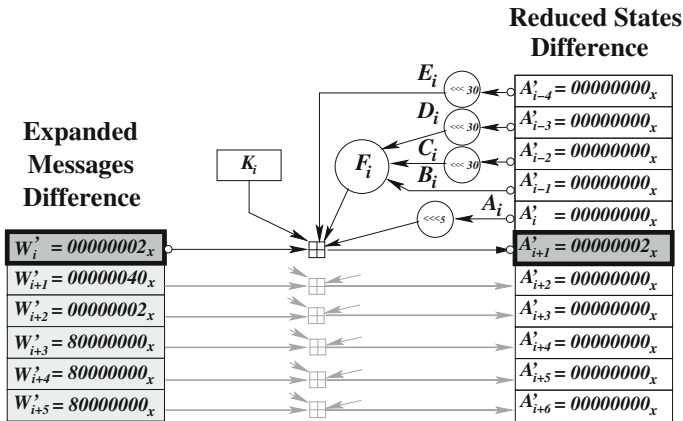 Reduced States
Difference
Expanded
Messages
Difference
E_i
<<< 30
A'_{i-4} = 00000000_x
D_i
<<< 30
A'_{i-3} = 00000000_x
K_i
F_i
C_i
<<< 30
A'_{i-2} = 00000000_x
B_i
A'_{i-1} = 00000000_x
A_i
<<<5
A'_i = 00000000_x
W'_i = 00000002_x
A'_{i+1} = 00000002_x
W'_{i+1} = 00000040_x
A'_{i+2} = 00000000_x
W'_{i+2} = 00000002_x
A'_{i+3} = 00000000_x
W'_{i+3} = 80000000_x
A'_{i+4} = 00000000_x
W'_{i+4} = 80000000_x
A'_{i+5} = 00000000_x
W'_{i+5} = 80000000_x
A'_{i+6} = 00000000_x